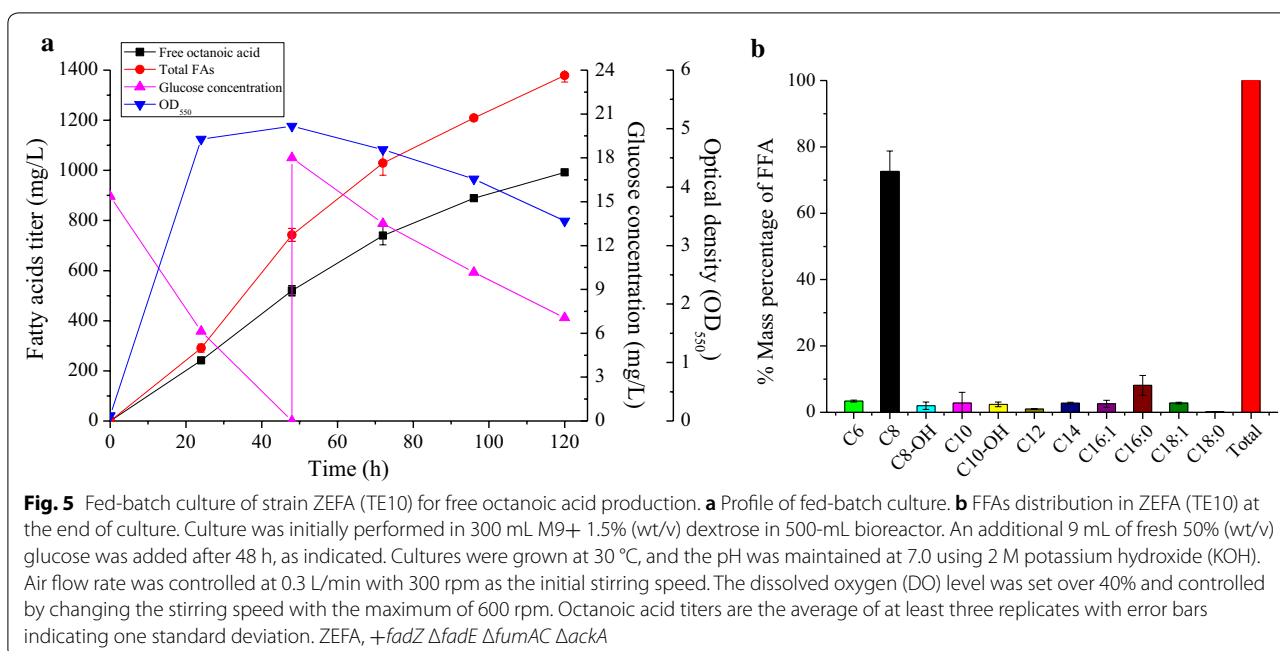 a
Free octanoic acid
Total FAs
Glucose concentration
OD550
1400
1200
1000
800
600
400
200
0
Fatty acids titer (mg/L)
0 20 40 60 80 100 120
Time (h)
24
21
18
15
12
9
6
3
0
Glucose concentration (mg/L)
6
5
4
3
2
1
0
Optical density (OD550)
b
100
80
60
40
20
0
% Mass percentage of FFA
C6
C8
C8-OH
C10
C10-OH
C12
C14
C16:1
C16:0
C18:1
C18:0
Total
Fig. 5 Fed-batch culture of strain ZEFA (TE10) for free octanoic acid production. a Profile of fed-batch culture. b FFAs distribution in ZEFA (TE10) at
the end of culture. Culture was initially performed in 300 mL M9+ 1.5% (wt/v) dextrose in 500-mL bioreactor. An additional 9 mL of fresh 50% (wt/v)
glucose was added after 48 h, as indicated. Cultures were grown at 30 °C, and the pH was maintained at 7.0 using 2 M potassium hydroxide (KOH).
Air flow rate was controlled at 0.3 L/min with 300 rpm as the initial stirring speed. The dissolved oxygen (DO) level was set over 40% and controlled
by changing the stirring speed with the maximum of 600 rpm. Octanoic acid titers are the average of at least three replicates with error bars
indicating one standard deviation. ZEFA, +fadZ ΔfadE ΔfumAC ΔackA